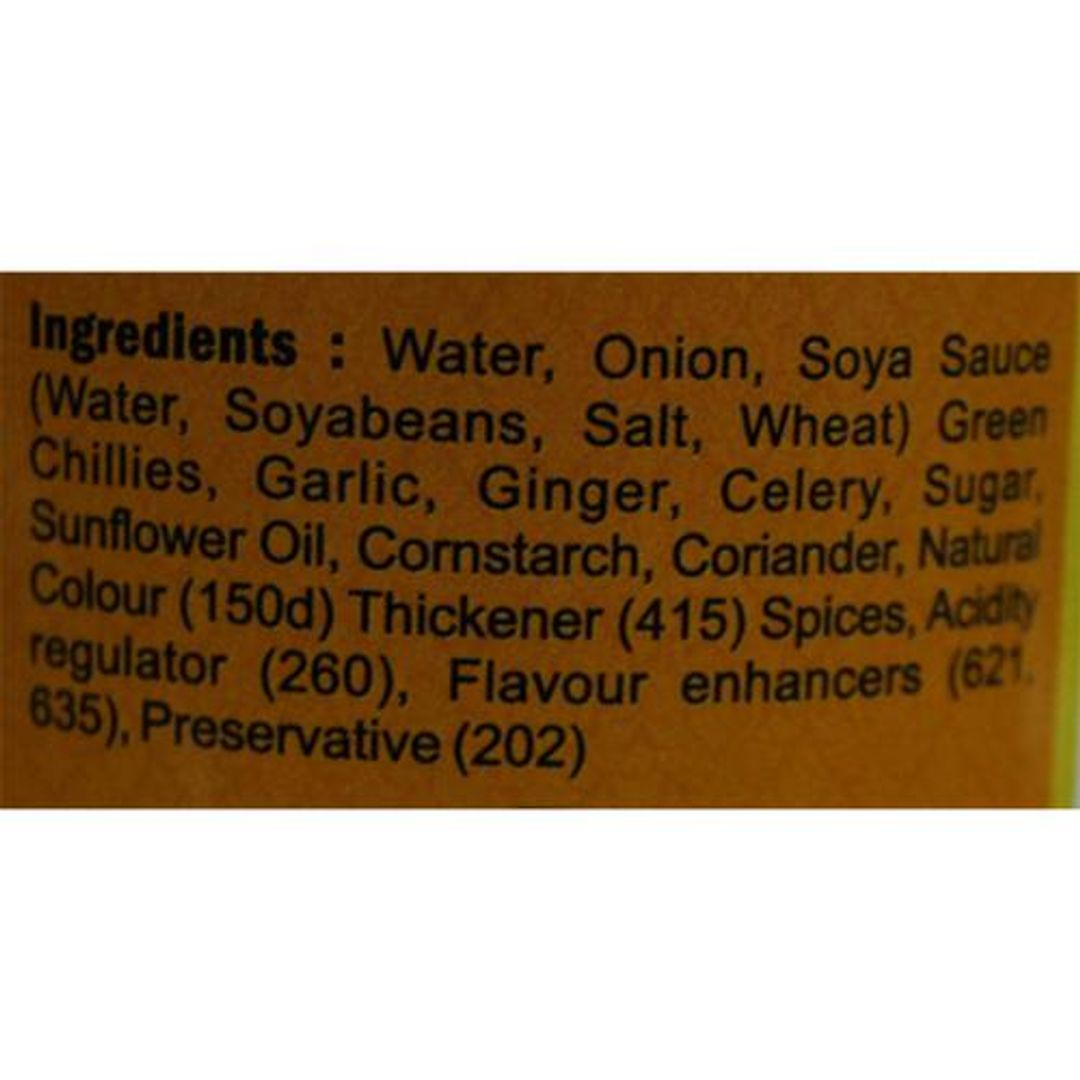 Ingredients : Water, Onion, Soya Sauce
(Water, Soyabeans, Salt, Wheat) Green
Chillies, Garlic, Ginger, Celery, Sugar,
Sunflower Oil, Cornstarch, Coriander, Natural
Colour (150d) Thickener (415) Spices, Acidity
regulator (260), Flavour enhancers (621,
635), Preservative (202)